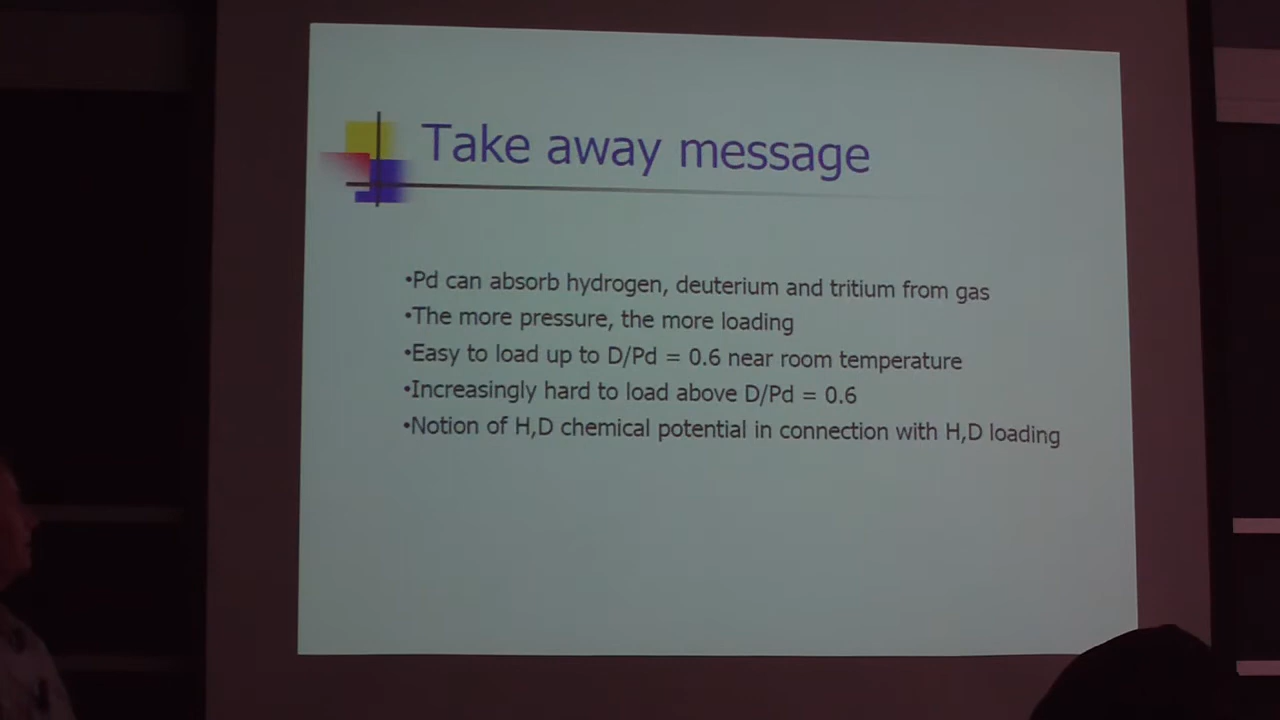 Take away message
•Pd can absorb hydrogen, deuterium and tritium from gas
•The more pressure, the more loading
•Easy to load up to D/Pd = 0.6 near room temperature
•Increasingly hard to load above D/Pd = 0.6
•Notion of H,D chemical potential in connection with H,D loading